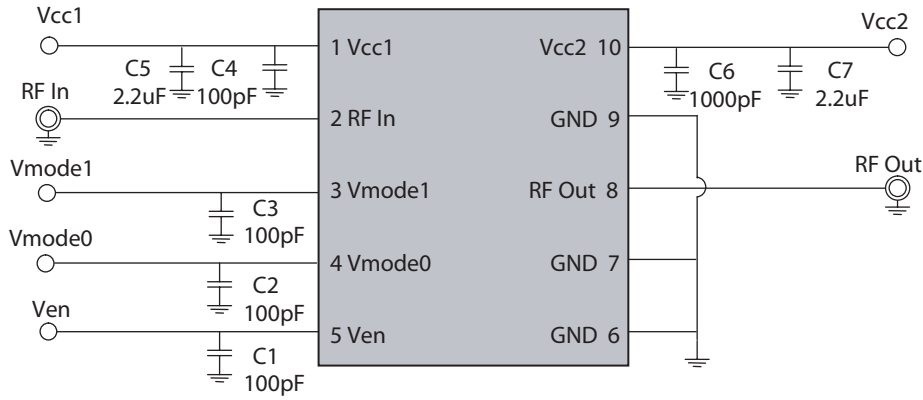 Vcc1
1 Vcc1
C5
2.2uF
C4
100pF
RF In
2 RF In
Vmode1
3 Vmode1
C3
100pF
Vmode0
4 Vmode0
C2
100pF
Ven
5 Ven
C1
100pF
Vcc2 10
Vcc2
C6
1000pF
C7
2.2uF
GND 9
RF Out 8
RF Out
GND 7
GND 6